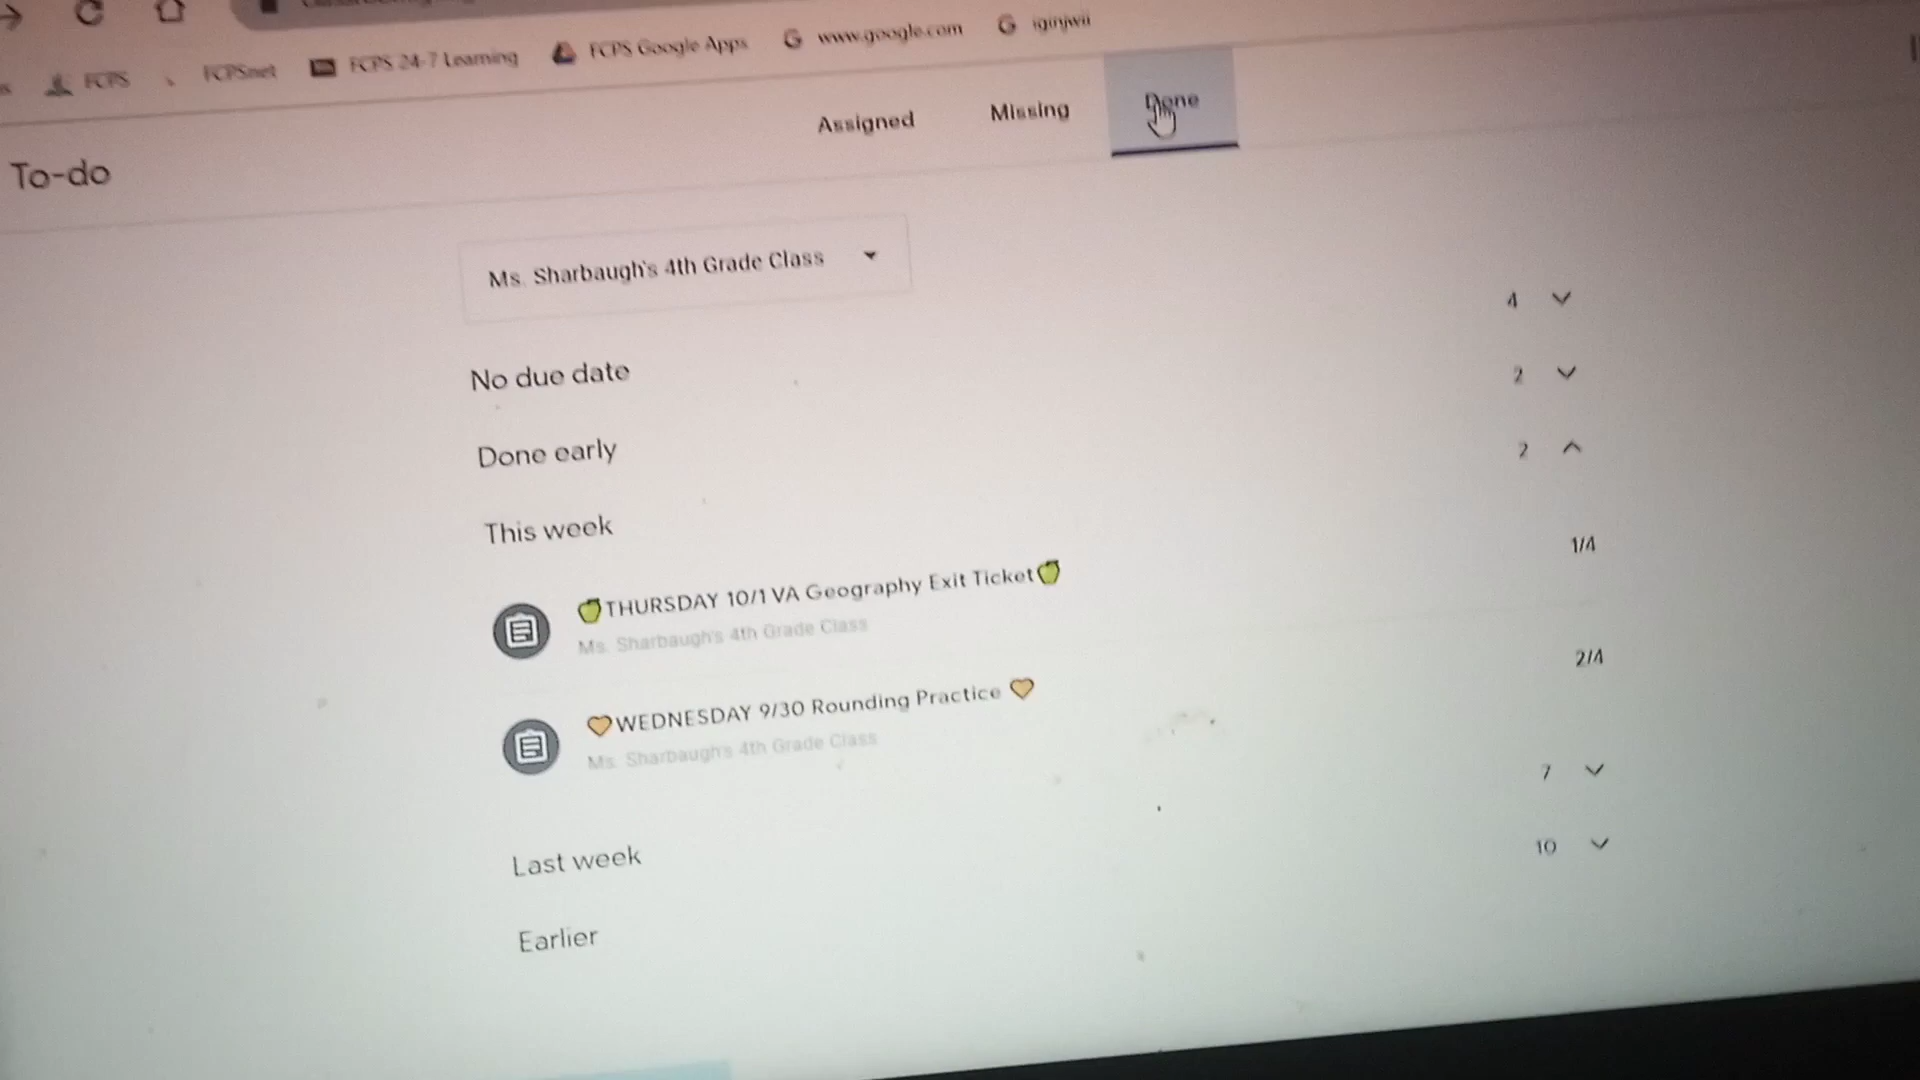 FCPS FCPSnet FCPS 24-7 Learning FCPS Google Apps www.google.com
To-do
Assigned Missing Done
Ms. Sharbaugh's 4th Grade Class
4
No due date
2
Done early
2
This week
THURSDAY 10/1 VA Geography Exit Ticket
1/4
Ms. Sharbaugh's 4th Grade Class
WEDNESDAY 9/30 Rounding Practice
2/4
Ms. Sharbaugh's 4th Grade Class
Last week
7
Earlier
10